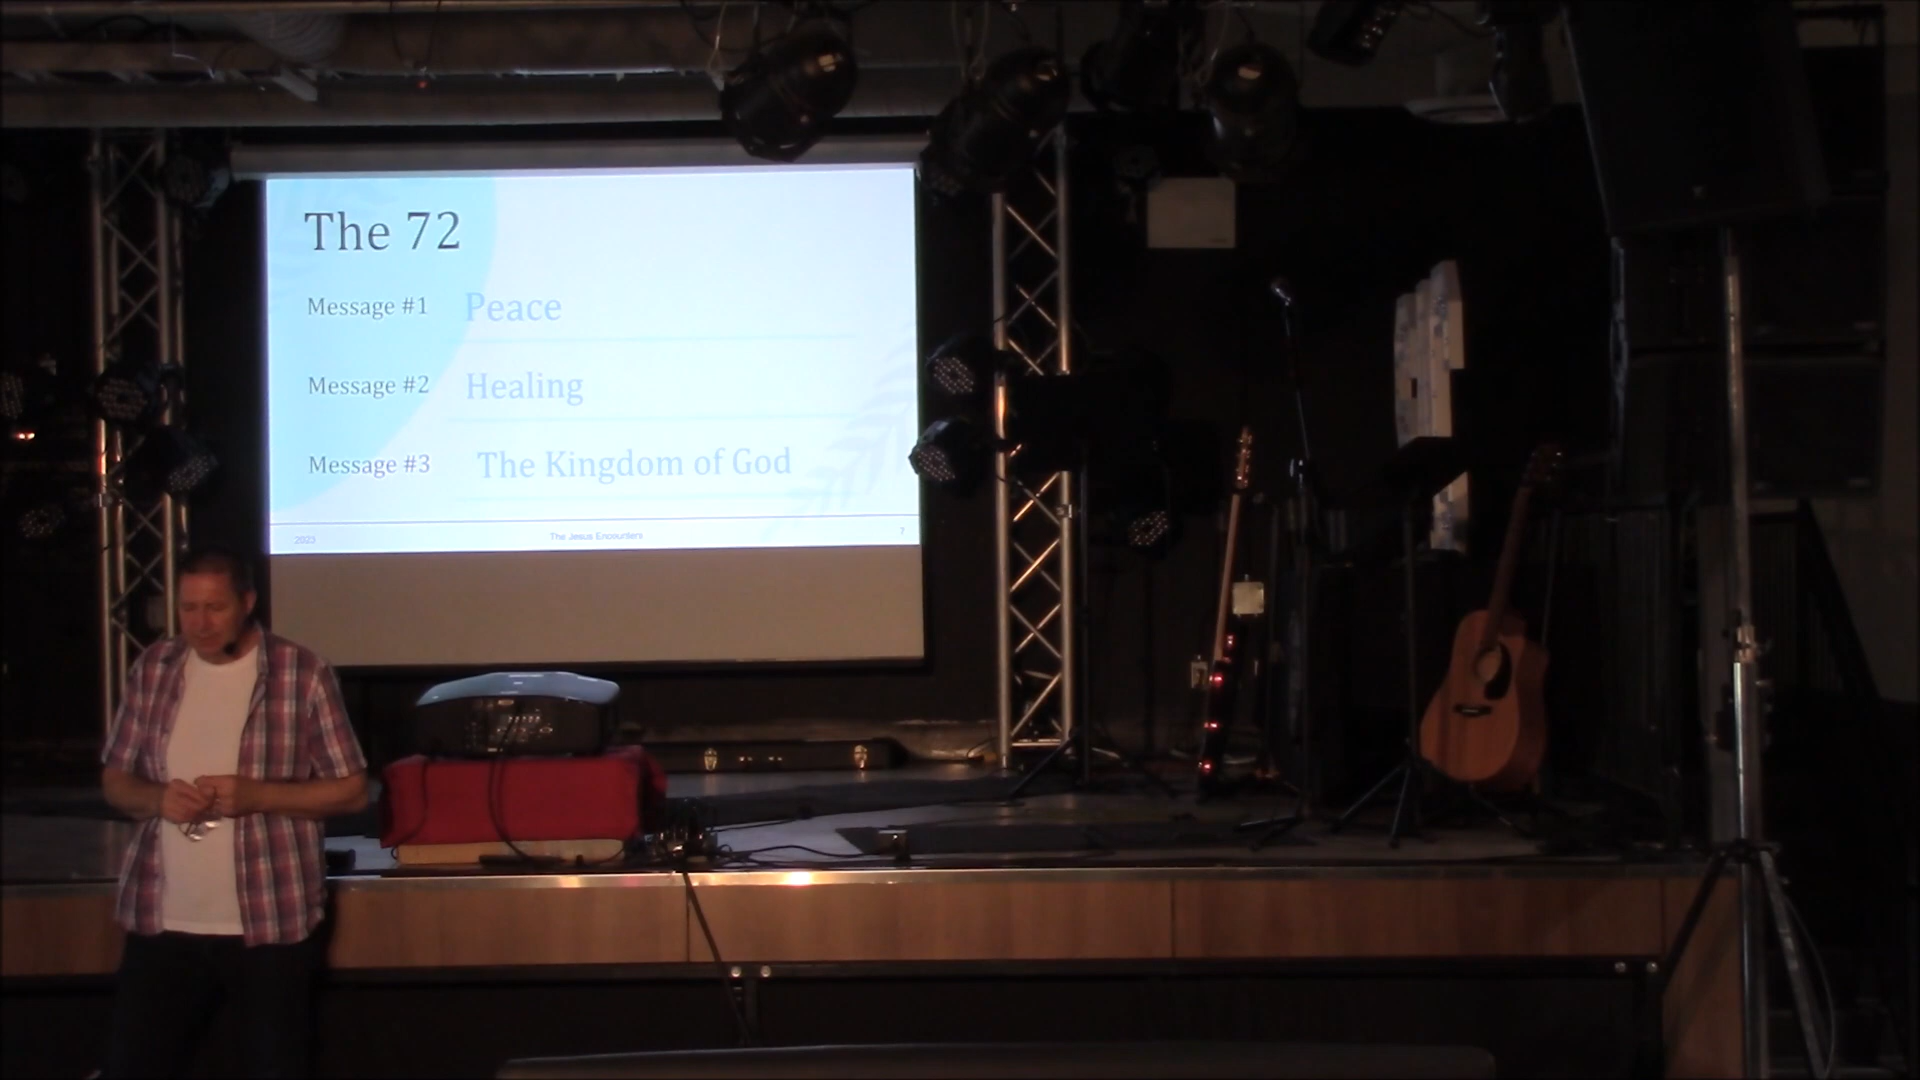 The 72
Message #1 Peace
Message #2 Healing
Message #3 The Kingdom of God
2023 The Jesus Encounters 7